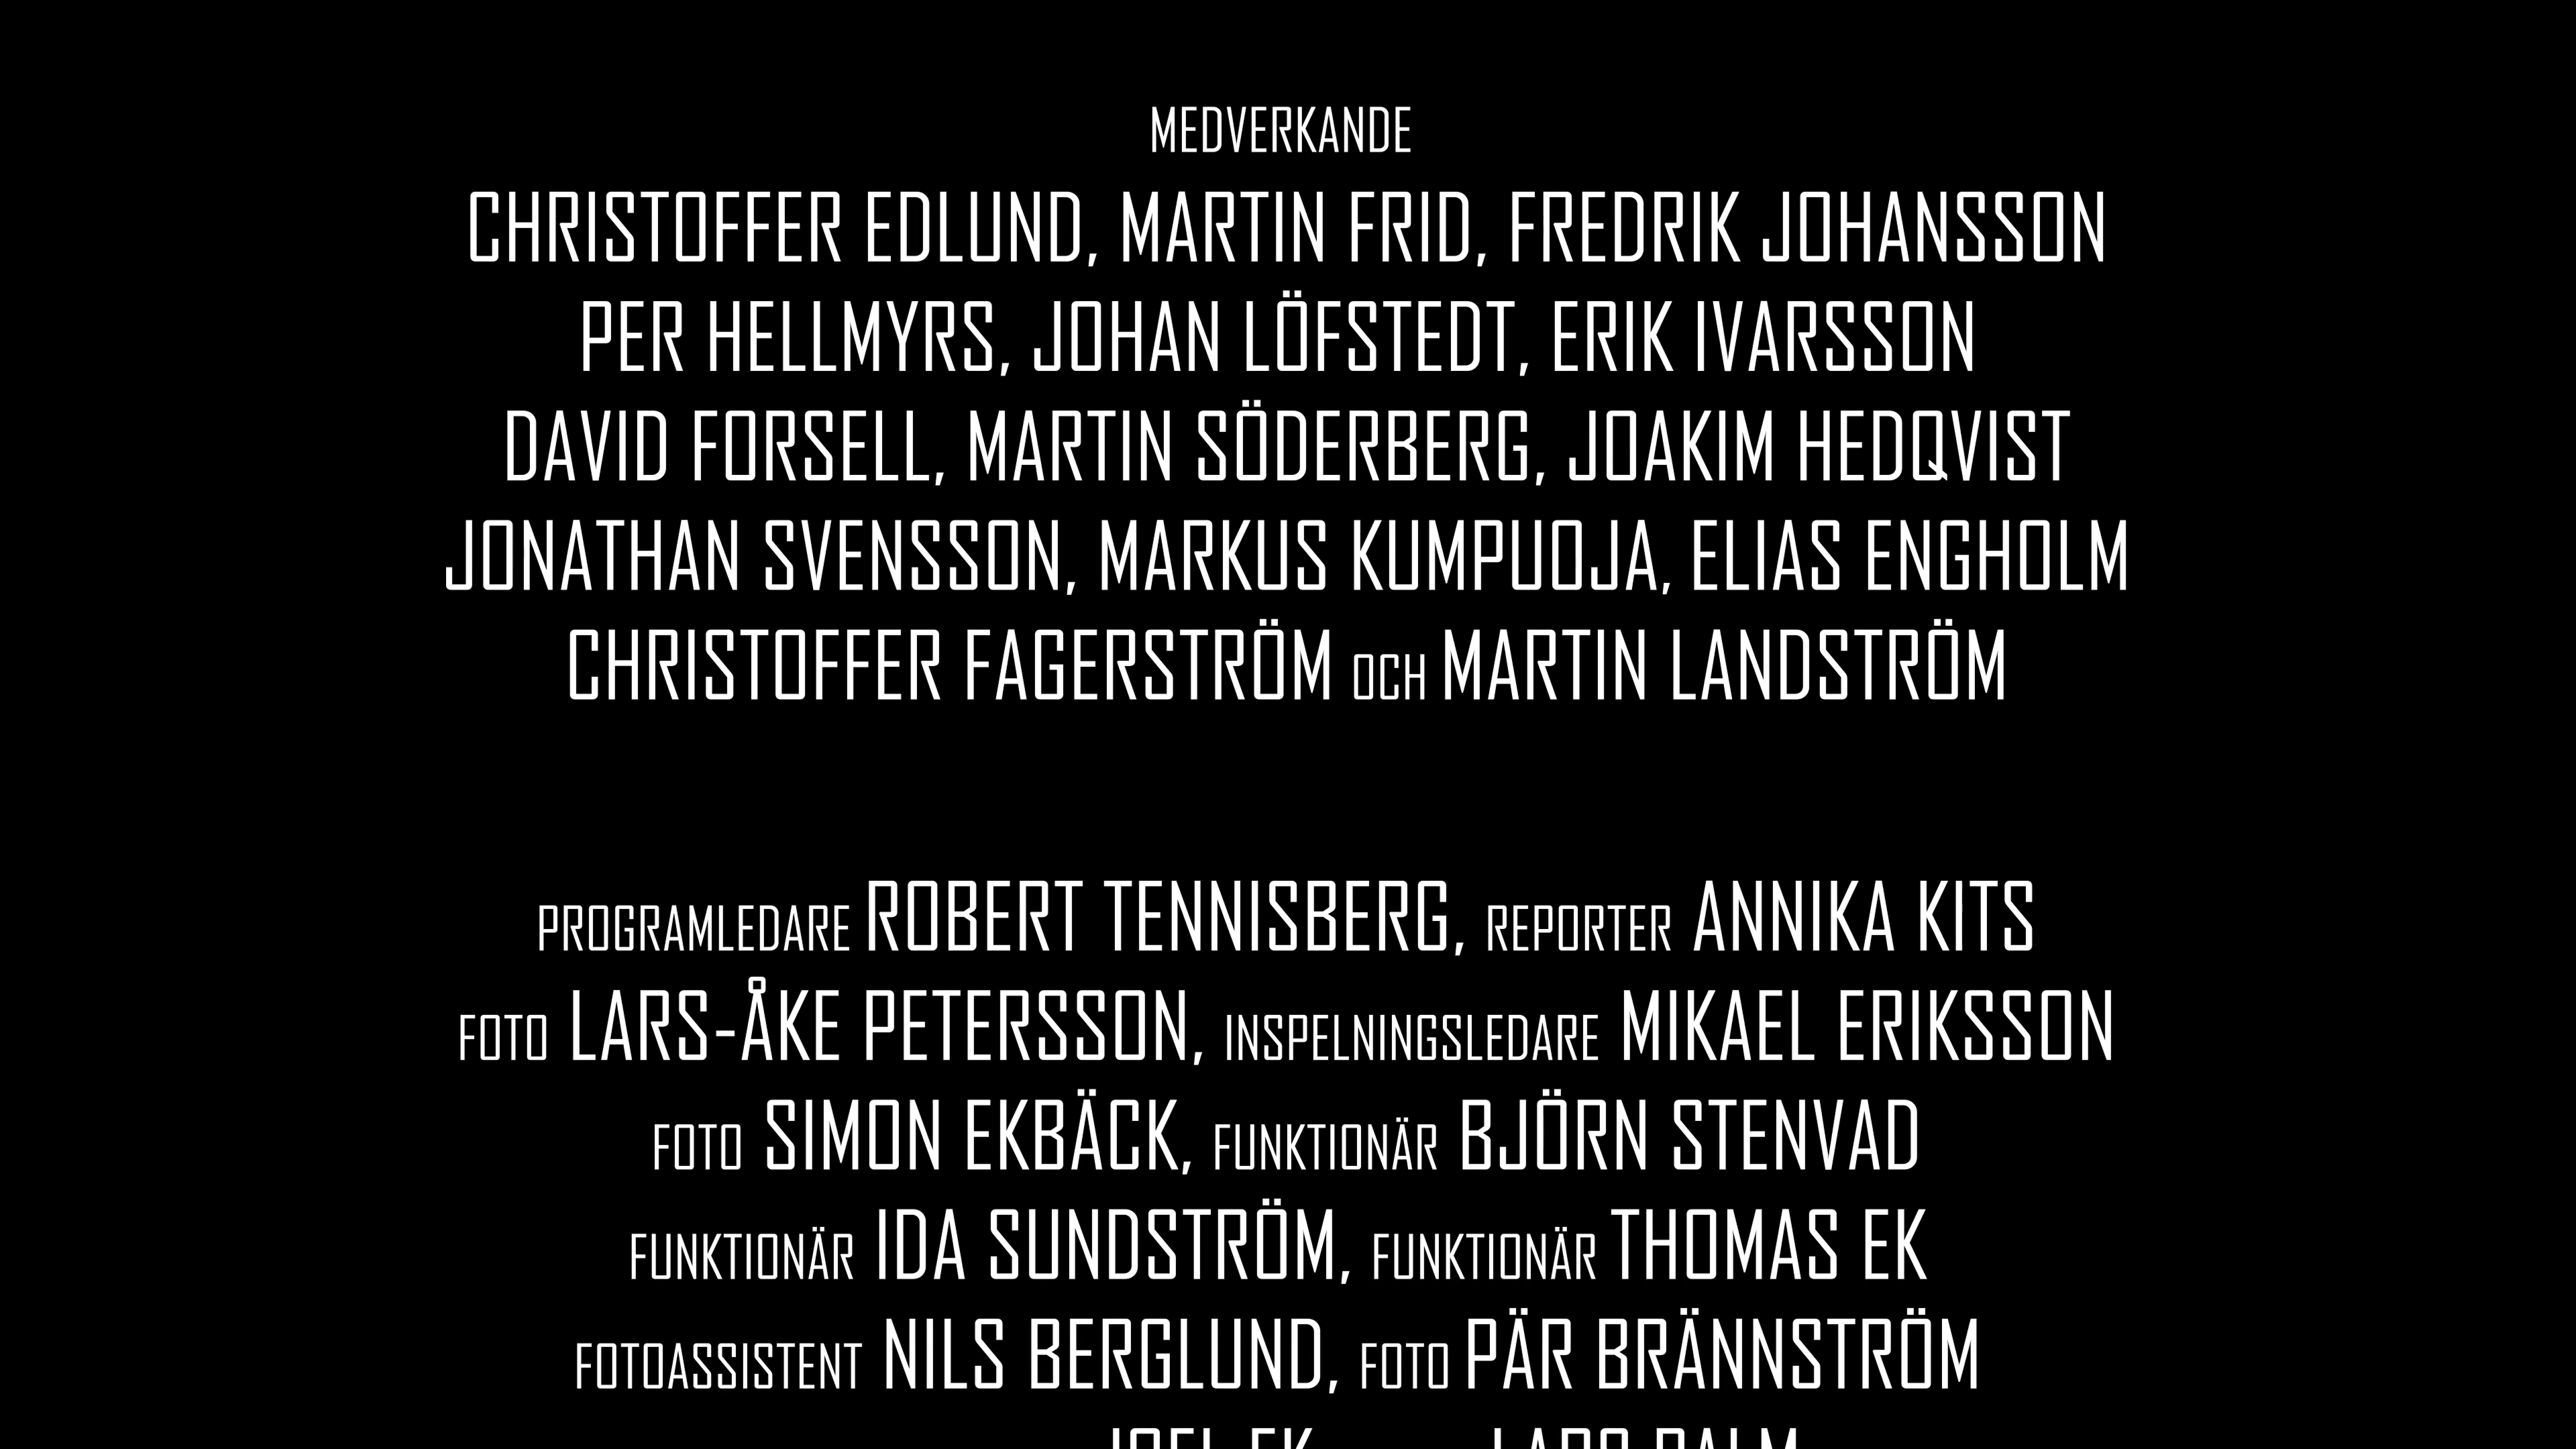 MEDVERKANDE
CHRISTOFFER EDLUND, MARTIN FRID, FREDRIK JOHANSSON
PER HELLMYRS, JOHAN LÖFSTEDT, ERIK IVARSSON
DAVID FORSELL, MARTIN SÖDERBERG, JOAKIM HEDQVIST
JONATHAN SVENSSON, MARKUS KUMPUOJA, ELIAS ENGHOLM
CHRISTOFFER FAGERSTRÖM OCH MARTIN LANDSTRÖM
PROGRAMLEDARE ROBERT TENNISBERG, REPORTER ANNIKA KITS
FOTO LARS-ÅKE PETERSSON, INSPELNINGSLEDARE MIKAEL ERIKSSON
FOTO SIMON EKBÄCK, FUNKTIONÄR BJÖRN STENVAD
FUNKTIONÄR IDA SUNDSTRÖM, FUNKTIONÄR THOMAS EK
FOTOASSISTENT NILS BERGLUND, FOTO PÄR BRÄNNSTRÖM